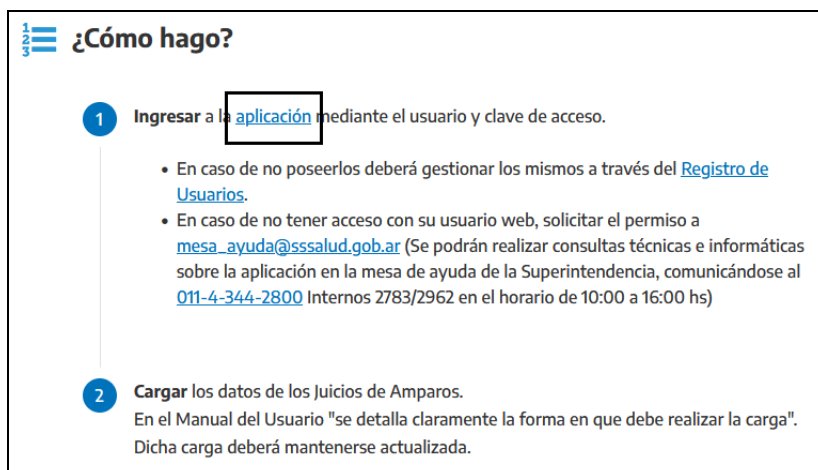 1
2
3
¿Cómo hago?
1
Ingresar a la aplicación mediante el usuario y clave de acceso.
• En caso de no poseerlos deberá gestionar los mismos a través del Registro de
Usuarios.
• En caso de no tener acceso con su usuario web, solicitar el permiso a
mesa_ayuda@sssalud.gob.ar (Se podrán realizar consultas técnicas e informáticas
sobre la aplicación en la mesa de ayuda de la Superintendencia, comunicándose al
011-4-344-2800 Internos 2783/2962 en el horario de 10:00 a 16:00 hs)
2
Cargar los datos de los Juicios de Amparos.
En el Manual del Usuario "se detalla claramente la forma en que debe realizar la carga".
Dicha carga deberá mantenerse actualizada.